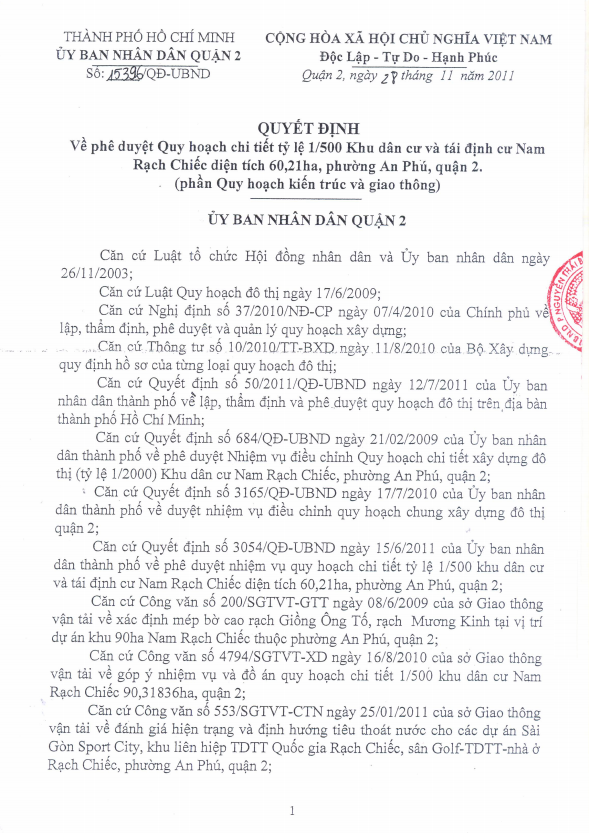 THÀNH PHỐ HỒ CHÍ MINH
ỦY BAN NHÂN DÂN QUẬN 2
Số: 15396/QĐ-UBND
CỘNG HÒA XÃ HỘI CHỦ NGHĨA VIỆT NAM
Độc Lập - Tự Do - Hạnh Phúc
Quận 2, ngày tháng 11 năm 2011
QUYẾT ĐỊNH
Về phê duyệt Quy hoạch chi tiết tỷ lệ 1/500 Khu dân cư và tái định cư Nam
Rạch Chiếc diện tích 60,21ha, phường An Phú, quận 2.
(phần Quy hoạch kiến trúc và giao thông)
ỦY BAN NHÂN DÂN QUẬN 2
Căn cứ Luật tổ chức Hội đồng nhân dân và Ủy ban nhân dân ngày
26/11/2003;
Căn cứ Luật Quy hoạch đô thị ngày 17/6/2009;
Căn cứ Nghị định số 37/2010/NĐ-CP ngày 07/4/2010 của Chính phủ về
lập, thẩm định, phê duyệt và quản lý quy hoạch xây dựng;
Căn cứ Thông tư số 10/2010/TT-BXD ngày 11/8/2010 của Bộ Xây dựng
quy định hồ sơ của từng loại quy hoạch đô thị;
Căn cứ Quyết định số 50/2011/QĐ-UBND ngày 12/7/2011 của Ủy ban
nhân dân thành phố về lập, thẩm định và phê duyệt quy hoạch đô thị trên địa bàn
thành phố Hồ Chí Minh;
Căn cứ Quyết định số 684/QĐ-UBND ngày 21/02/2009 của Ủy ban nhân
dân thành phố về phê duyệt Nhiệm vụ điều chỉnh Quy hoạch chi tiết xây dựng đô
thị (tỷ lệ 1/2000) Khu dân cư Nam Rạch Chiếc, phường An Phú, quận 2;
Căn cứ Quyết định số 3165/QĐ-UBND ngày 17/7/2010 của Ủy ban nhân
dân thành phố về duyệt nhiệm vụ điều chỉnh quy hoạch chung xây dựng đô thị
quận 2;
Căn cứ Quyết định số 3054/QĐ-UBND ngày 15/6/2011 của Ủy ban nhân
dân thành phố về phê duyệt nhiệm vụ quy hoạch chi tiết tỷ lệ 1/500 khu dân cư
và tái định cư Nam Rạch Chiếc diện tích 60,21ha, phường An Phú, quận 2;
Căn cứ Công văn số 200/SGTVT-GTT ngày 08/6/2009 của sở Giao thông
vận tải về xác định mép bờ cao rạch Giồng Ông Tố, rạch Mương Kinh tại vị trí
dự án khu 90ha Nam Rạch Chiếc thuộc phường An Phú, quận 2;
Căn cứ Công văn số 4794/SGTVT-XD ngày 16/8/2010 của sở Giao thông
vận tải về góp ý nhiệm vụ và đồ án quy hoạch chi tiết 1/500 khu dân cư Nam
Rạch Chiếc 90,31836ha, quận 2;
Căn cứ Công văn số 553/SGTVT-CTN ngày 25/01/2011 của sở Giao thông
vận tải về đánh giá hiện trạng và định hướng tiêu thoát nước cho các dự án Sài
Gòn Sport City, khu liên hiệp TDTT Quốc gia Rạch Chiếc, sân Golf-TDTT-nhà ở
Rạch Chiếc, phường An Phú, quận 2;
1